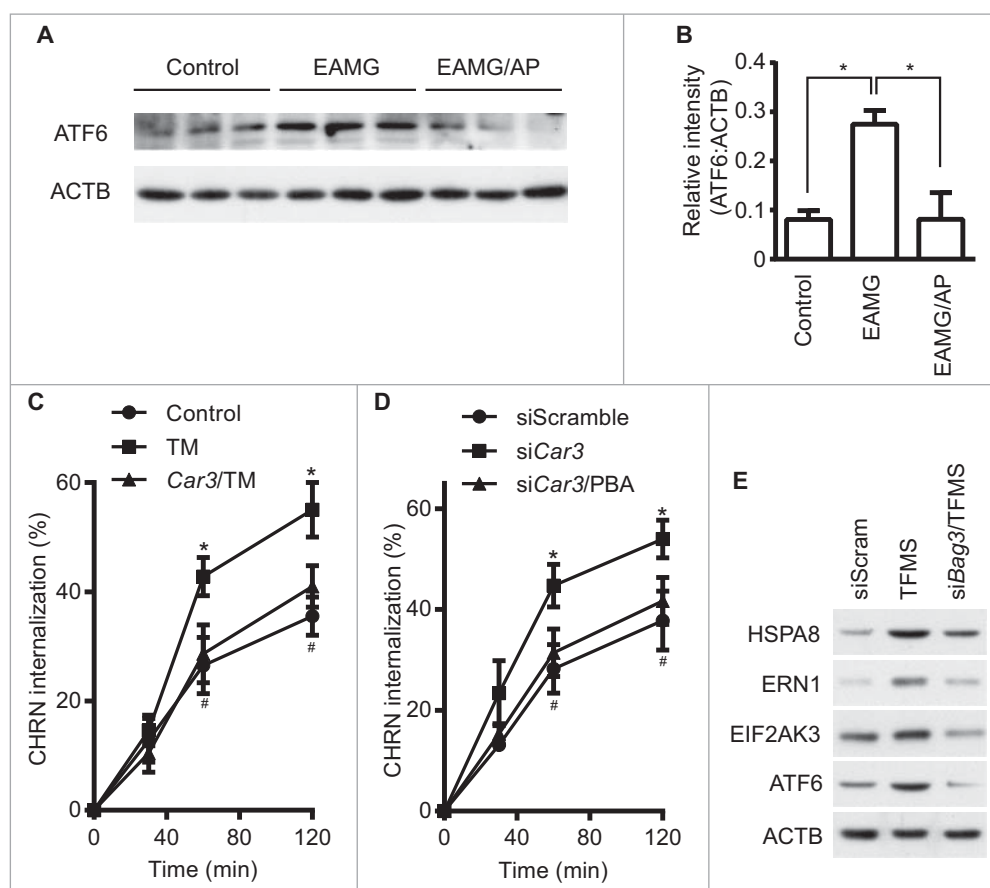 A
Control EAMG EAMG/AP
ATF6
ACTB
B
Relative intensity
(ATF6:ACTB)
0.4
0.3
0.2
0.1
0
* *
Control
EAMG
EAMG/AP
C
Control
TM
Car3/TM
CHRN internalization (%)
60
40
20
0
*
*
#
#
0 40 80 120
Time (min)
D
siScramble
siCar3
siCar3/PBA
CHRN internalization (%)
60
40
20
0
*
*
#
#
0 40 80 120
Time (min)
E
siScram
TFMS
siBag3/TFMS
HSPA8
ERN1
EIF2AK3
ATF6
ACTB